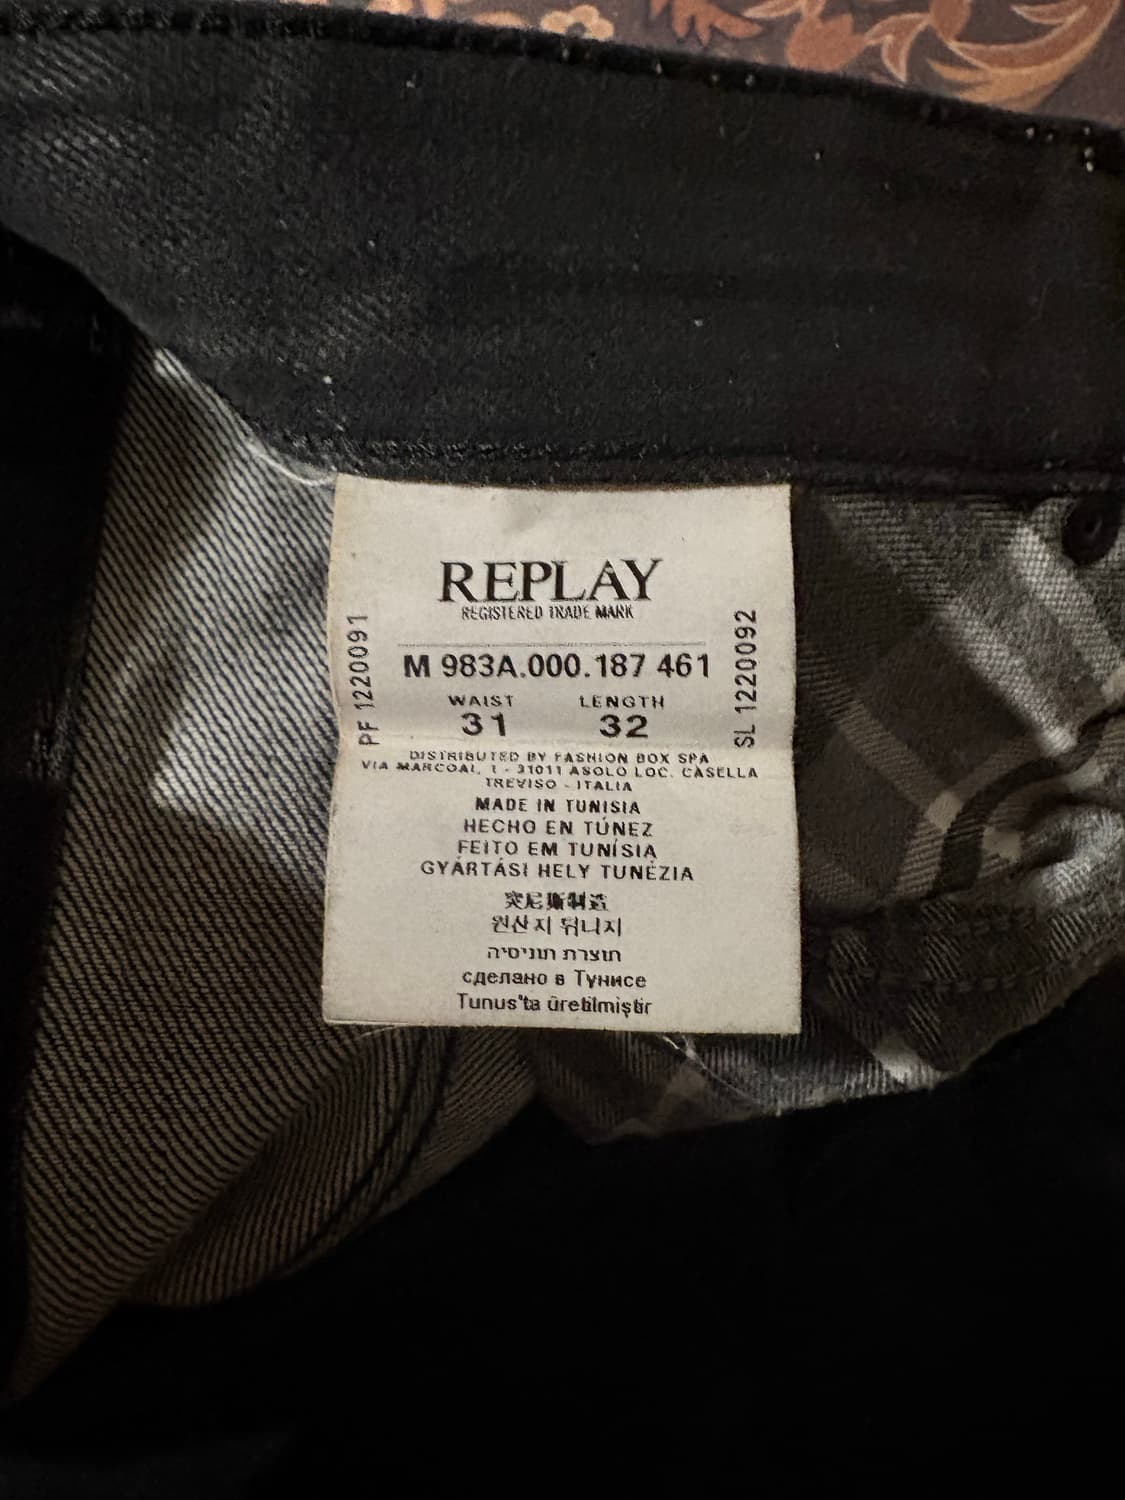 REPLAY
REGISTERED TRADE MARK
PF 1220091
M 983A.000.187 461
SL 1220092
WAIST LENGTH
31 32
DISTRIBUTED BY FASHION BOX SPA
VIA MARCOAI, 1 - 31011 ASOLO LOC. CASELLA
TREVISO - ITALIA
MADE IN TUNISIA
HECHO EN TÚNEZ
FEITO EM TUNÍSIA
GYÁRTÁSI HELY TUNÉZIA
突尼斯制造
원산지 튀니지
תוצרת תוניסיה
сделано в Тунисе
Tunus'ta üretilmiştir